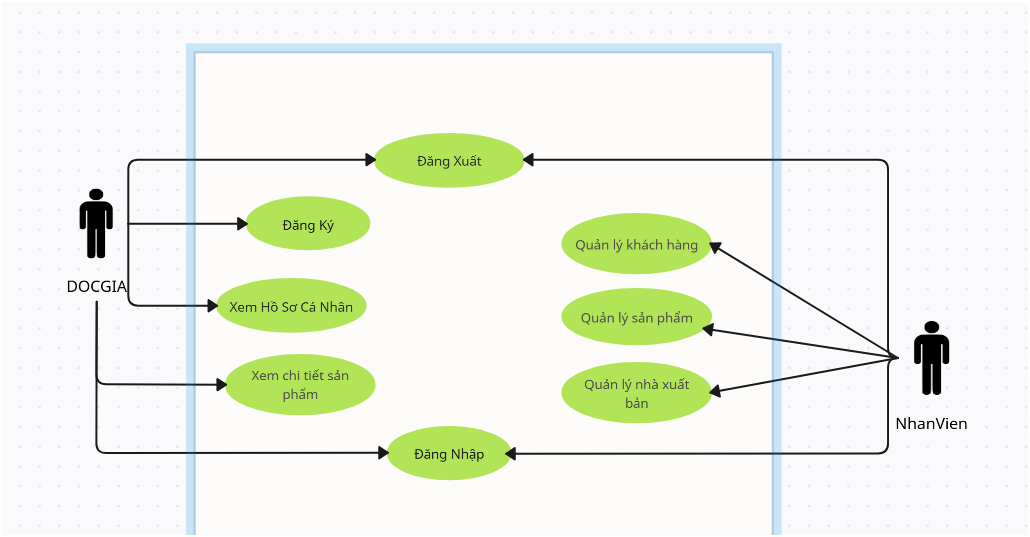 Đăng Xuất
Đăng Ký
Quản lý khách hàng
DOCGIA
Xem Hồ Sơ Cá Nhân
Quản lý sản phẩm
Xem chi tiết sản
phẩm
Quản lý nhà xuất
bản
NhanVien
Đăng Nhập